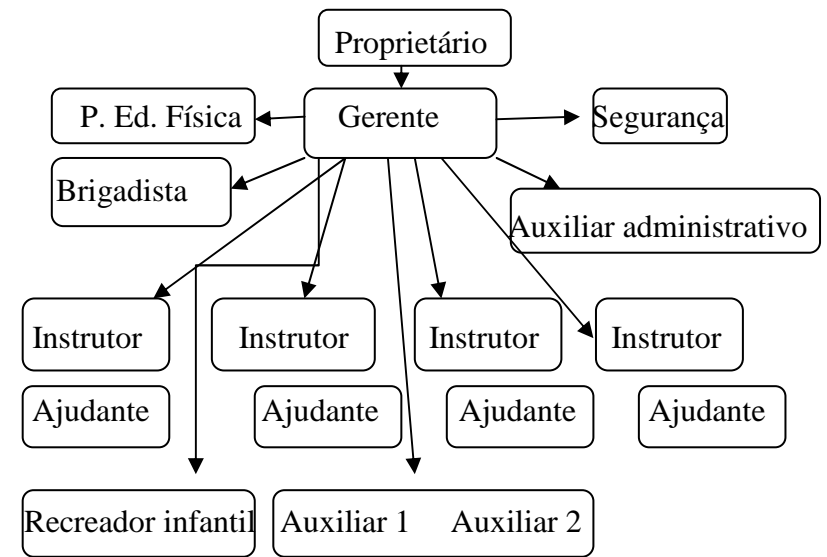 Proprietário
P. Ed. Física Gerente Segurança
Brigadista
Auxiliar administrativo
Instrutor Instrutor Instrutor Instrutor
Ajudante Ajudante Ajudante Ajudante
Recreador infantil Auxiliar 1 Auxiliar 2